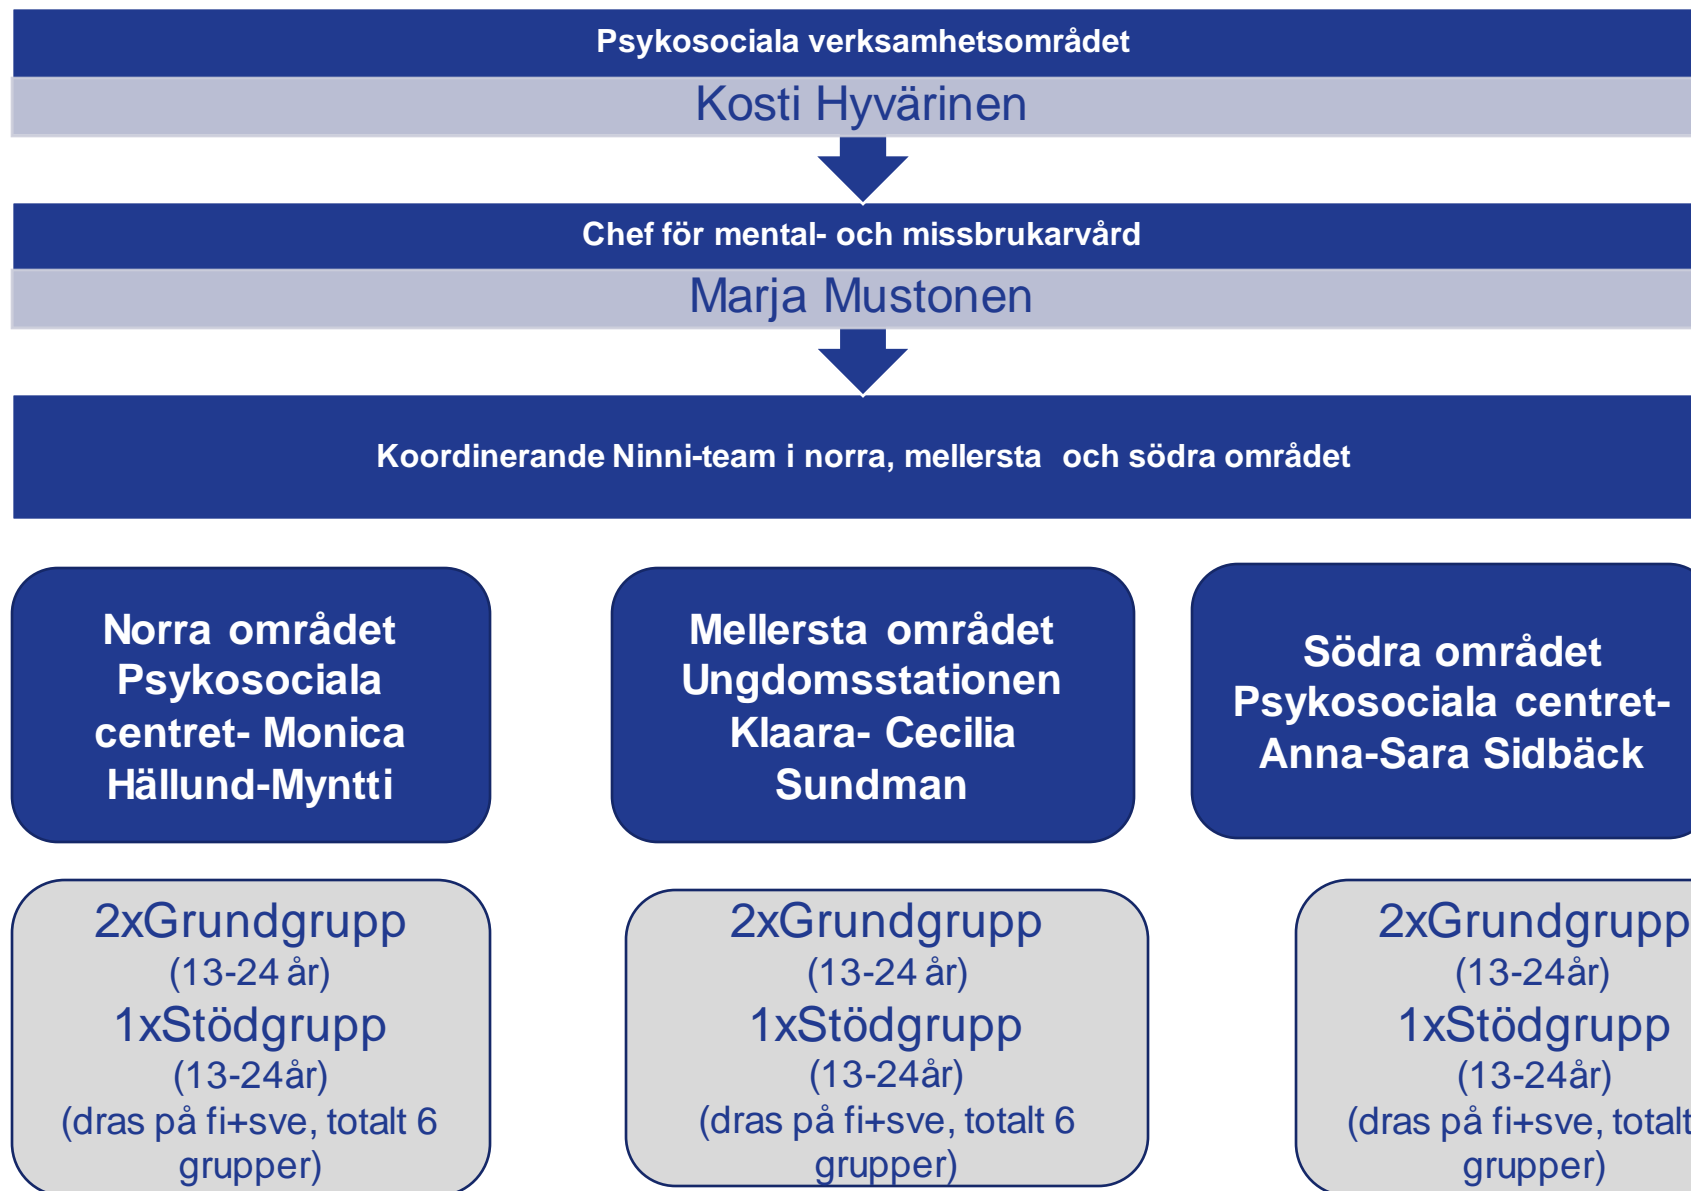 Psykosociala verksamhetsområdet
Kosti Hyvärinen
Chef för mental- och missbrukarvård
Marja Mustonen
Koordinerande Ninni-team i norra, mellersta och södra området
Norra området
Psykosociala
centret- Monica
Hällund-Myntti
Mellersta området
Ungdomsstationen
Klaara- Cecilia
Sundman
Södra området
Psykosociala centret-
Anna-Sara Sidbäck
2xGrundgrupp
(13-24 år)
1xStödgrupp
(13-24år)
(dras på fi+sve, totalt 6
grupper)
2xGrundgrupp
(13-24 år)
1xStödgrupp
(13-24år)
(dras på fi+sve, totalt 6
grupper)
2xGrundgrupp
(13-24år)
1xStödgrupp
(13-24år)
(dras på fi+sve, totalt
grupper)